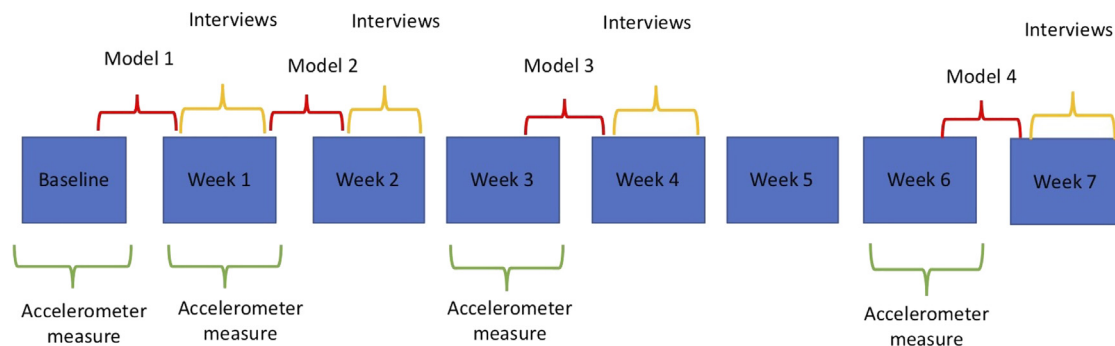 Interviews
Interviews
Interviews
Interviews
Model 1
Model 2
Model 3
Model 4
Baseline
Week 1
Week 2
Week 3
Week 4
Week 5
Week 6
Week 7
Accelerometer
measure
Accelerometer
measure
Accelerometer
measure
Accelerometer
measure